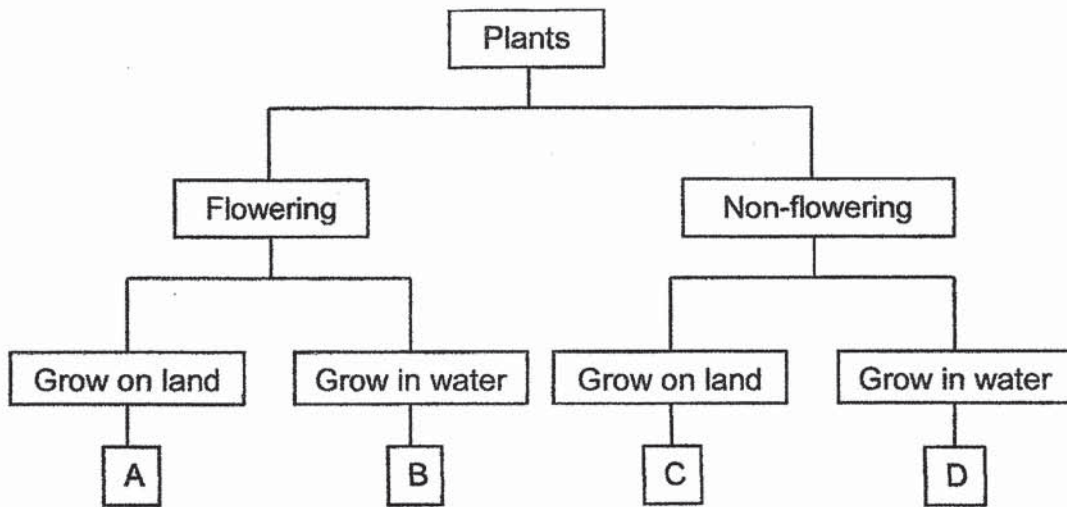 Plants
Flowering
Non-flowering
Grow on land
Grow in water
Grow on land
Grow in water
A
B
C
D